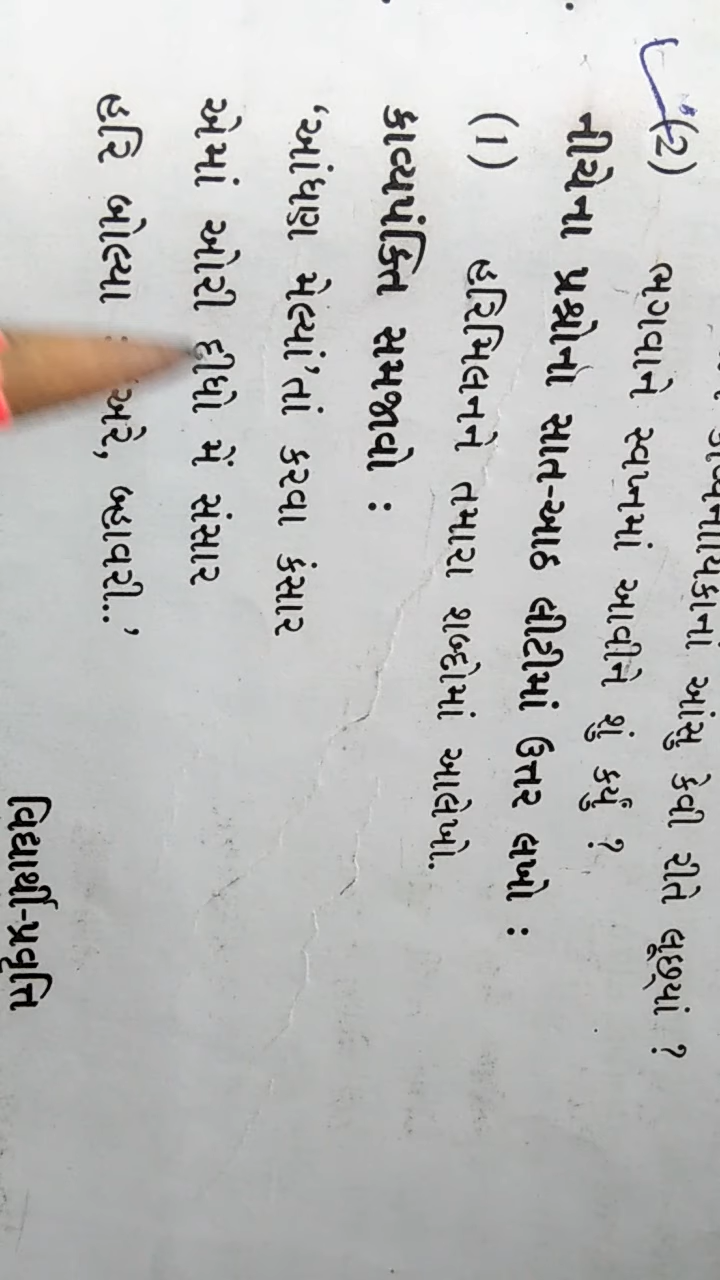 કાવ્યનાયિકાનાં આંસુ કેવી રીતે લૂછ્યાં ?
(2) ભગવાને સ્વપ્નમાં આવીને શું કર્યું ?
નીચેના પ્રશ્નોનો સાત-આઠ લીટીમાં ઉત્તર લખો :
(1) હરિમિલનને તમારા શબ્દોમાં આલેખો.
કાવ્યપંક્તિ સમજાવો :
‘આંધણ મેલ્યાં’તાં કરવા કંસાર
એમાં ઓરી દીધો મેં સંસાર
હરિ બોલ્યા : અરે, બ્હાવરી..’
વિદ્યાર્થી-પ્રવૃત્તિ